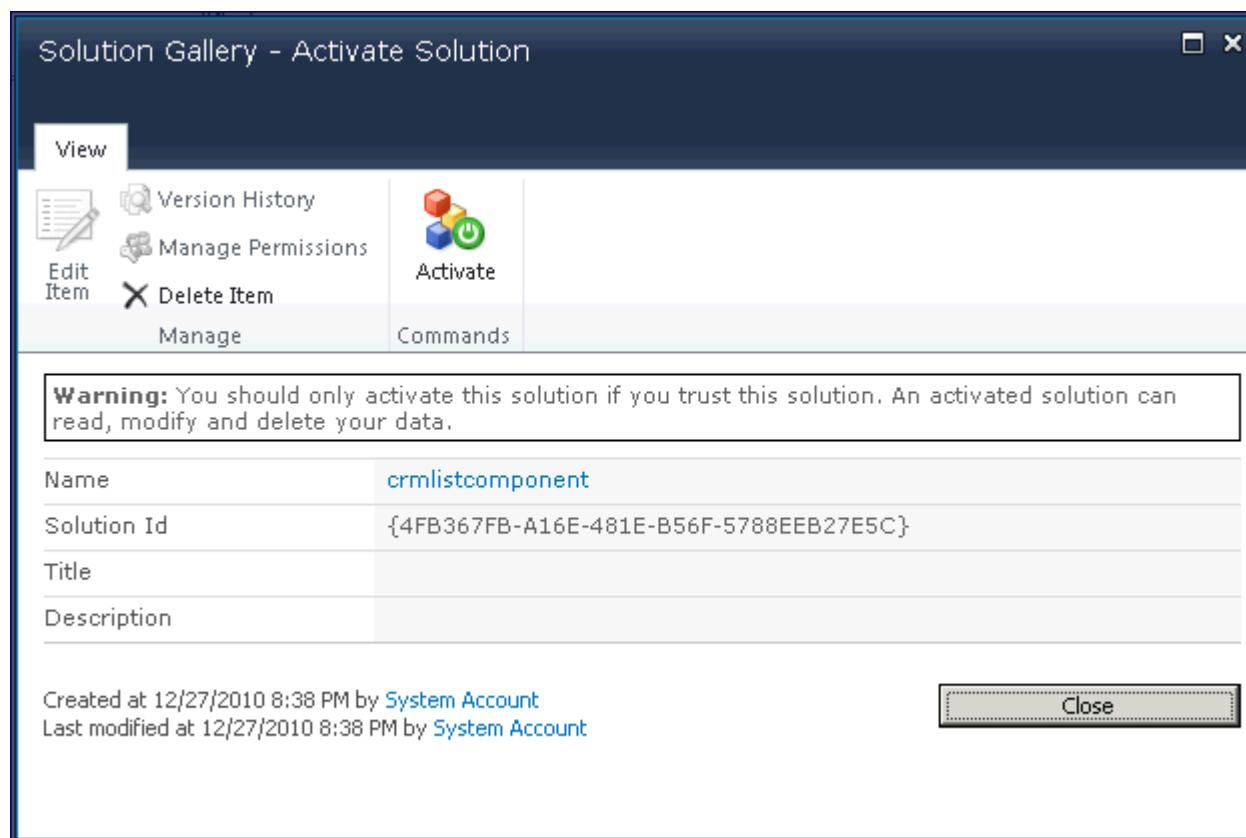 Solution Gallery - Activate Solution
View
Edit
Item
Version History
Manage Permissions
Delete Item
Manage
Activate
Commands
Warning: You should only activate this solution if you trust this solution. An activated solution can
read, modify and delete your data.
Name crmlistcomponent
Solution Id {4FB367FB-A16E-481E-B56F-5788EEB27E5C}
Title
Description
Created at 12/27/2010 8:38 PM by System Account
Last modified at 12/27/2010 8:38 PM by System Account
Close